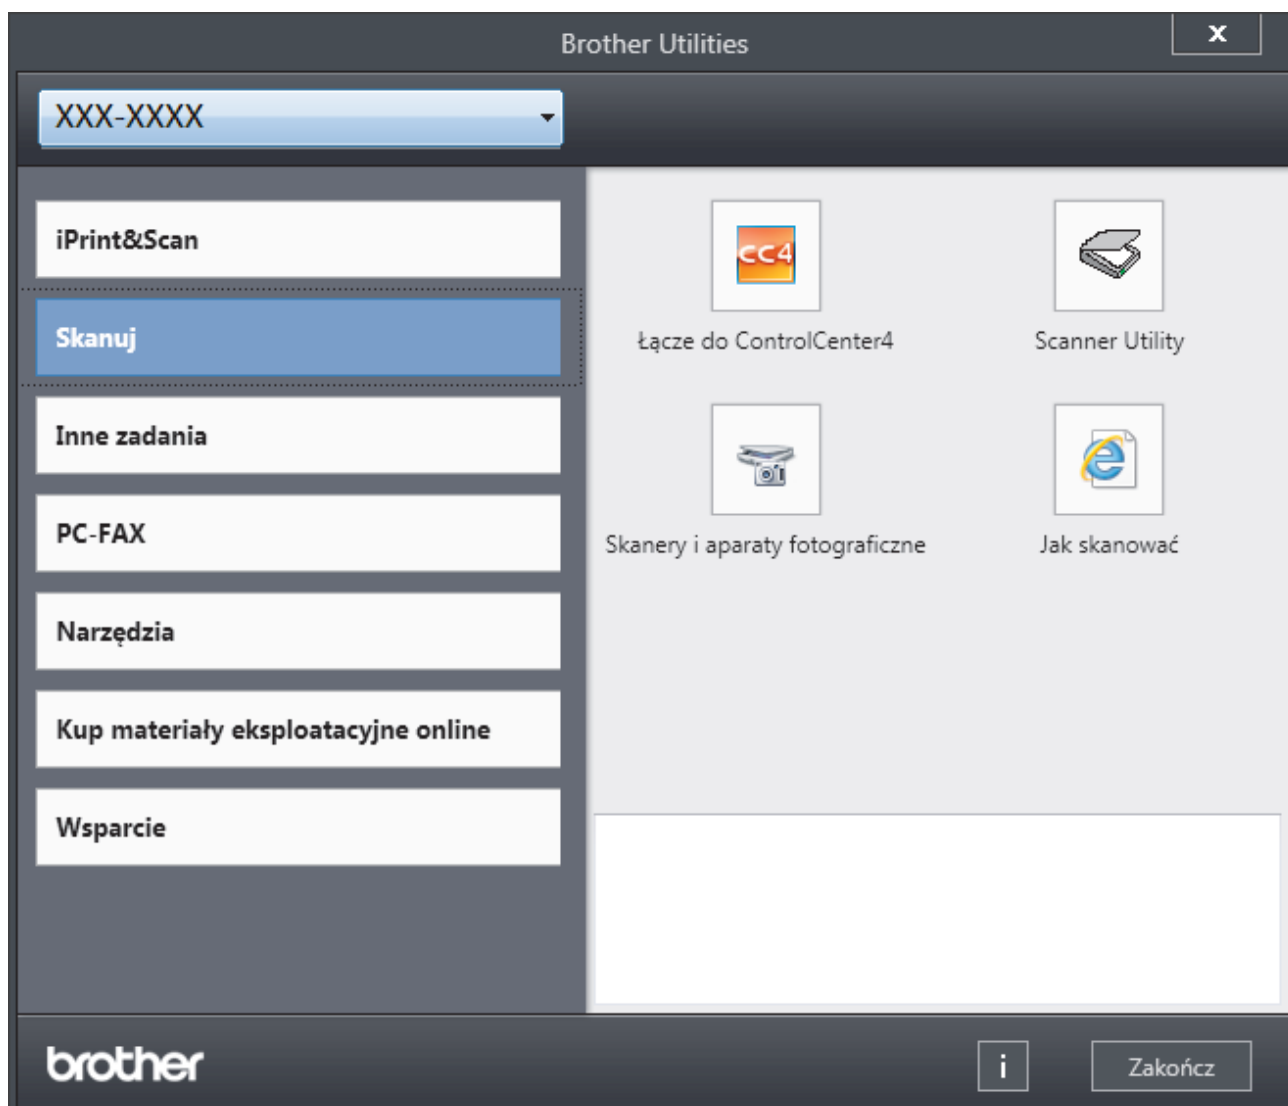 Brother Utilities
x
XXX-XXXX
iPrint&Scan
Skanuj
Inne zadania
PC-FAX
Narzędzia
Kup materiały eksploatacyjne online
Wsparcie
CC4
Łącze do ControlCenter4
Scanner Utility
Skanery i aparaty fotograficzne
Jak skanować
brother
i
Zakończ